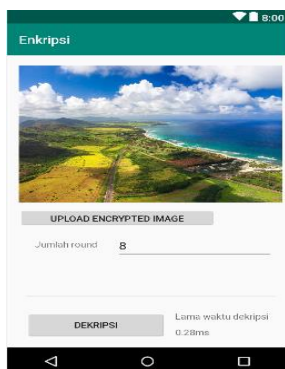 8:00
Enkripsi
UPLOAD ENCRYPTED IMAGE
Jumlah round 8
Lama waktu dekripsi
DEKRIPSI
0.28ms